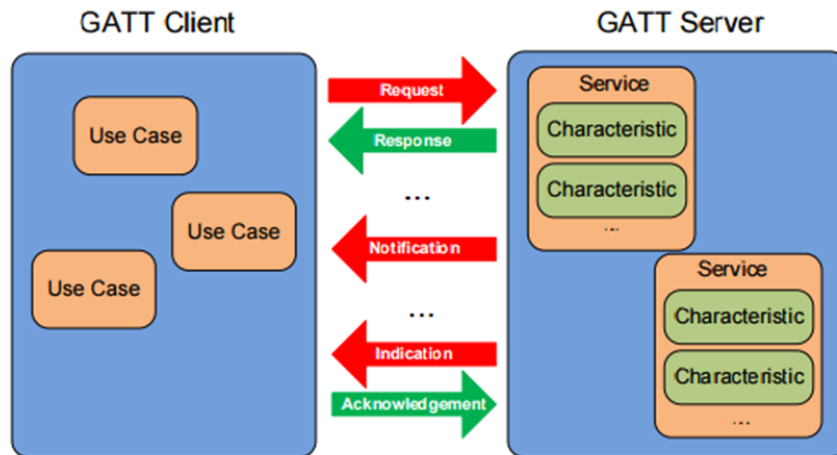 GATT Client
GATT Server
Use Case
Use Case
Use Case
Request
Response
...
Notification
...
Indication
Acknowledgement
Service
Characteristic
Characteristic
...
Service
Characteristic
Characteristic
...